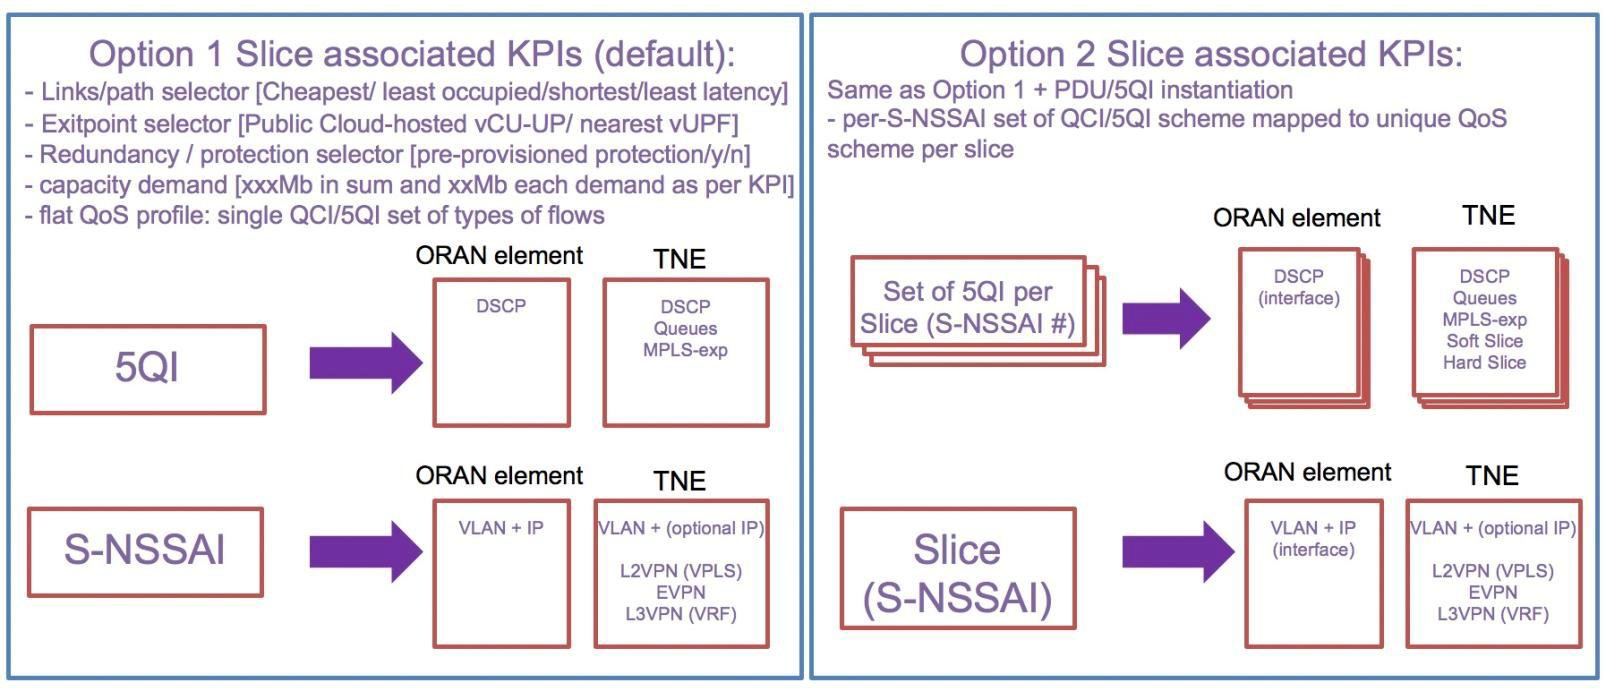 Option 1 Slice associated KPIs (default):
- Links/path selector [Cheapest/ least occupied/shortest/least latency]
- Exitpoint selector [Public Cloud-hosted vCU-UP/ nearest vUPF]
- Redundancy / protection selector [pre-provisioned protection/y/n]
- capacity demand [xxxMb in sum and xxMb each demand as per KPI]
- flat QoS profile: single QCI/5QI set of types of flows
ORAN element
TNE
5QI
DSCP
DSCP
Queues
MPLS-exp
ORAN element
TNE
S-NSSAI
VLAN + IP
VLAN + (optional IP)
L2VPN (VPLS)
EVPN
L3VPN (VRF)
Option 2 Slice associated KPIs:
Same as Option 1 + PDU/5QI instantiation
- per-S-NSSAI set of QCI/5QI scheme mapped to unique QoS
scheme per slice
ORAN element
TNE
Set of 5QI per
Slice (S-NSSAI #)
DSCP
(interface)
DSCP
Queues
MPLS-exp
Soft Slice
Hard Slice
ORAN element
TNE
Slice
(S-NSSAI)
VLAN + IP
(interface)
VLAN + (optional IP)
L2VPN (VPLS)
EVPN
L3VPN (VRF)